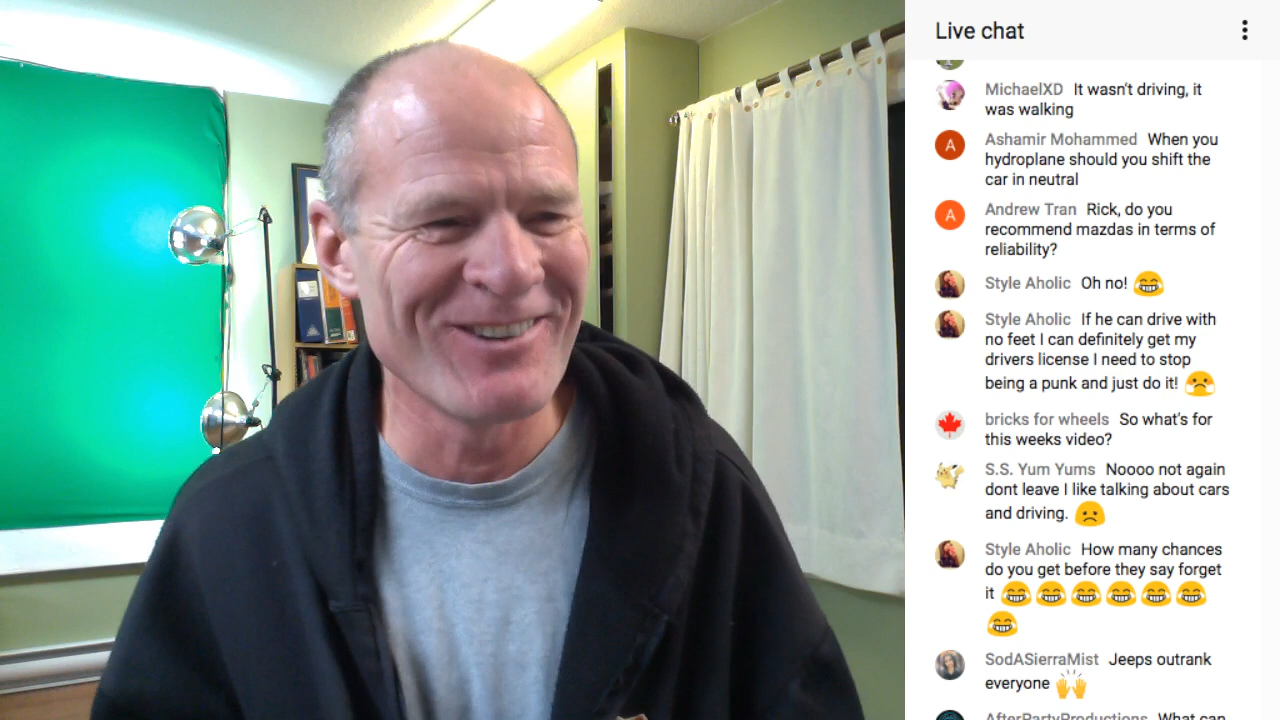 Live chat
MichaelXD It wasn't driving, it
was walking
Ashamir Mohammed When you
hydroplane should you shift the
car in neutral
Andrew Tran Rick, do you
recommend mazdas in terms of
reliability?
Style Aholic Oh no! 😂
Style Aholic If he can drive with
no feet I can definitely get my
drivers license I need to stop
being a punk and just do it! 😤
bricks for wheels So what's for
this weeks video?
S.S. Yum Yums Noooo not again
dont leave I like talking about cars
and driving. ☹️
Style Aholic How many chances
do you get before they say forget
it 😂😂😂😂😂😂
😂
SodASierraMist Jeeps outrank
everyone 🙌
AfterPartyProductions What can